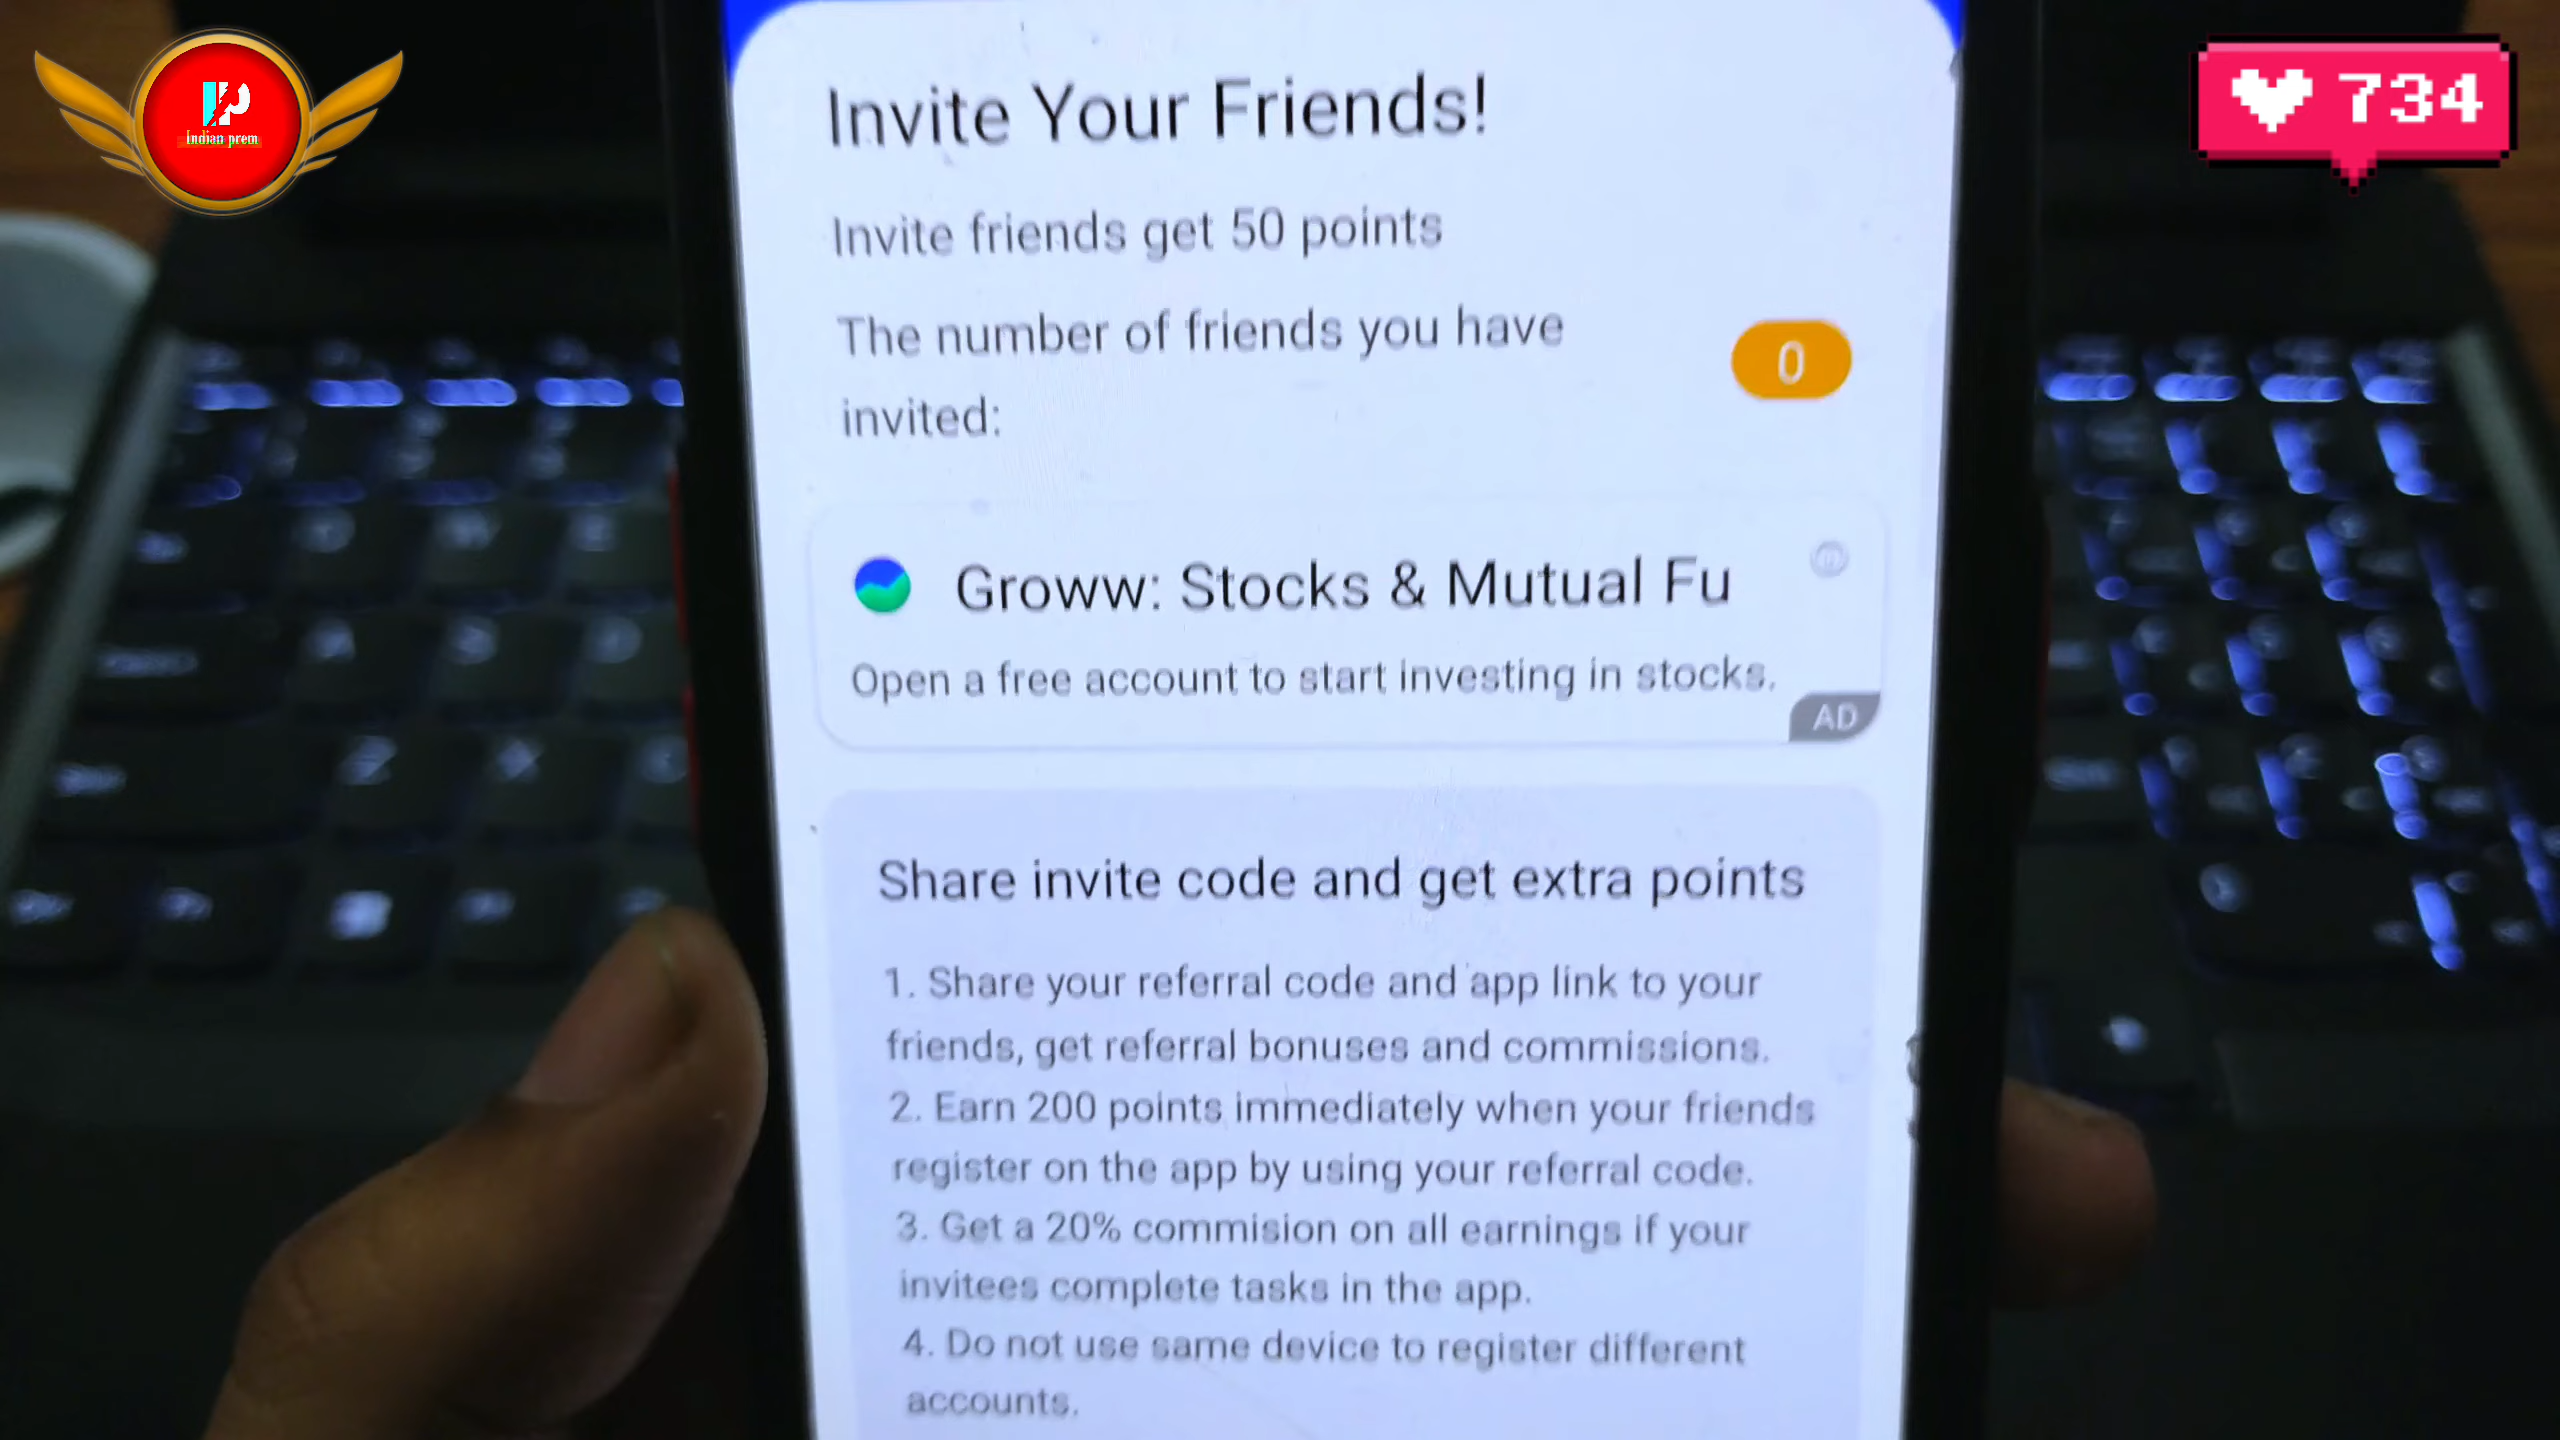 IP
Indian prem
734
Invite Your Friends!
Invite friends get 50 points
The number of friends you have
invited:
0
Groww: Stocks & Mutual Fu
Open a free account to start investing in stocks.
AD
Share invite code and get extra points
1. Share your referral code and app link to your
friends, get referral bonuses and commissions.
2. Earn 200 points immediately when your friends
register on the app by using your referral code.
3. Get a 20% commision on all earnings if your
invitees complete tasks in the app.
4. Do not use same device to register different
accounts.